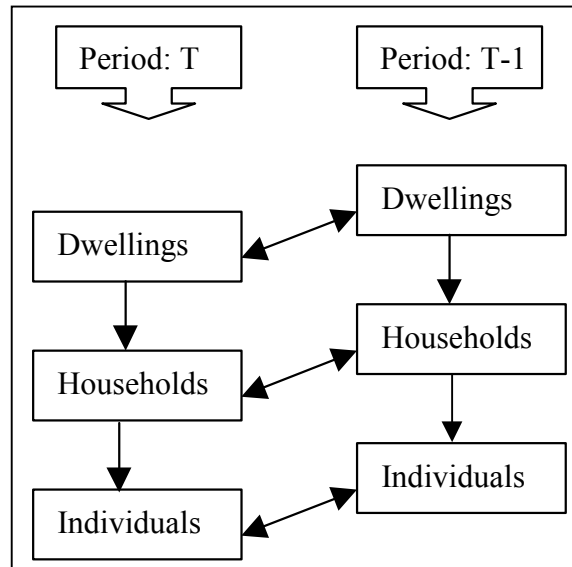 Period: T
Period: T-1
Dwellings
Dwellings
Households
Households
Individuals
Individuals